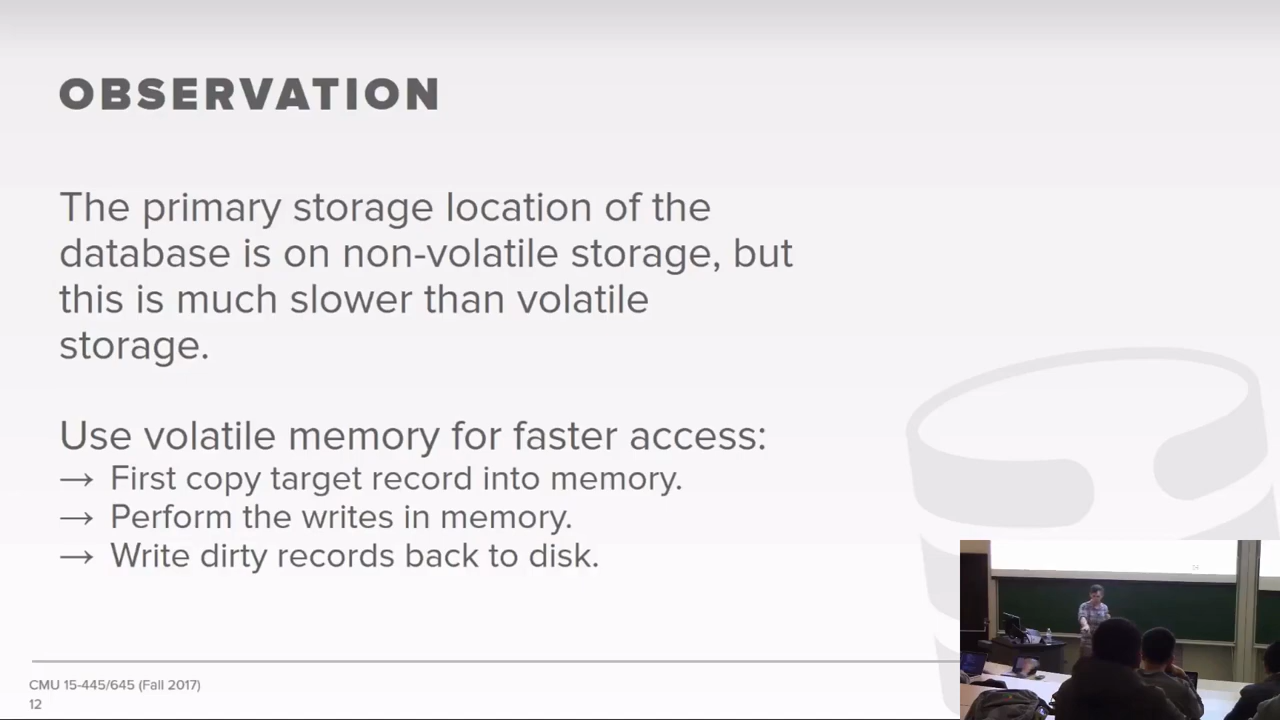 OBSERVATION
The primary storage location of the
database is on non-volatile storage, but
this is much slower than volatile
storage.
Use volatile memory for faster access:
→ First copy target record into memory.
→ Perform the writes in memory.
→ Write dirty records back to disk.
CMU 15-445/645 (Fall 2017)
12